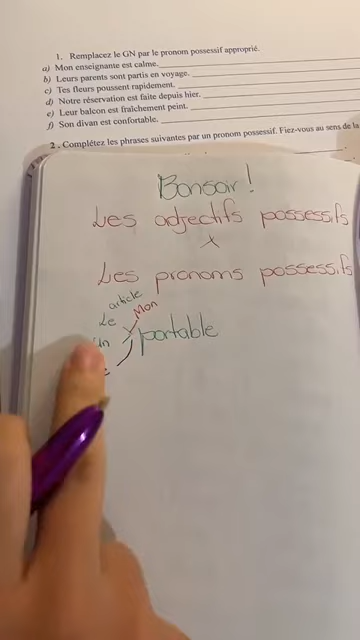 1. Remplacez le GN par le pronom possessif approprié.
a) Mon enseignante est calme.
b) Leurs parents sont partis en voyage.
c) Tes fleurs poussent rapidement.
d) Notre réservation est faite depuis hier.
e) Leur balcon est fraîchement peint.
f) Son divan est confortable.
2. Complétez les phrases suivantes par un pronom possessif. Fiez-vous au sens de la
Bonsoir!
Les adjectifs possessifs
x
Les pronoms possessifs
article
Le Mon
Un portable